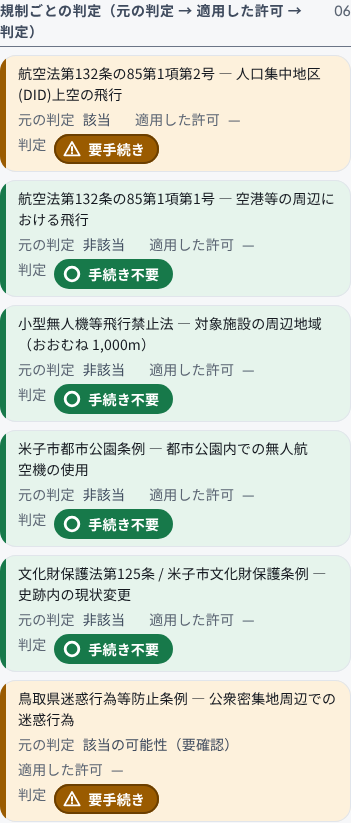 規制ごとの判定（元の判定 → 適用した許可 → 06
判定）
航空法第132条の85第1項第2号 ― 人口集中地区
(DID)上空の飛行
元の判定 該当 適用した許可 ―
判定 要手続き
航空法第132条の85第1項第1号 ― 空港等の周辺に
おける飛行
元の判定 非該当 適用した許可 ―
判定 手続き不要
小型無人機等飛行禁止法 ― 対象施設の周辺地域
（おおむね 1,000m）
元の判定 非該当 適用した許可 ―
判定 手続き不要
米子市都市公園条例 ― 都市公園内での無人航
空機の使用
元の判定 非該当 適用した許可 ―
判定 手続き不要
文化財保護法第125条 / 米子市文化財保護条例 ―
史跡内の現状変更
元の判定 非該当 適用した許可 ―
判定 手続き不要
鳥取県迷惑行為等防止条例 ― 公衆密集地周辺での
迷惑行為
元の判定 該当の可能性（要確認）
適用した許可 ―
判定 要手続き